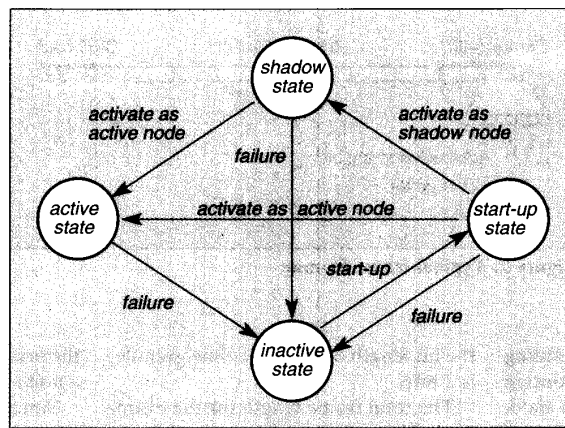 shadow
state
activate as
active node
activate as
shadow node
failure
active
state
activate as active node
start-up
state
start-up
failure
failure
inactive
state